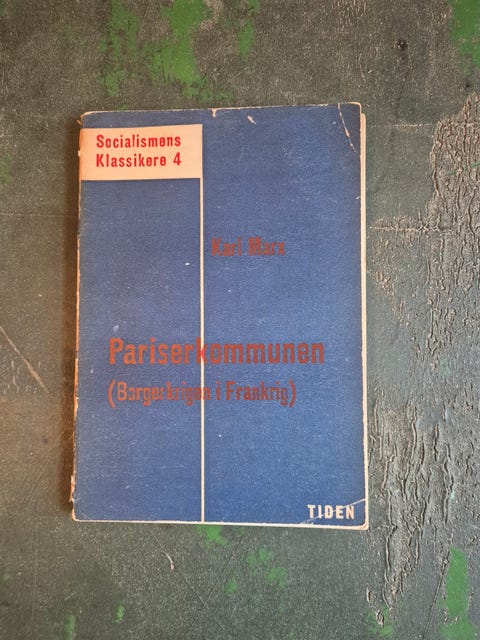 Socialismens
Klassikere 4
Karl Marx
Pariserkommunen
(Borgerkrigen i Frankrig)
TIDEN